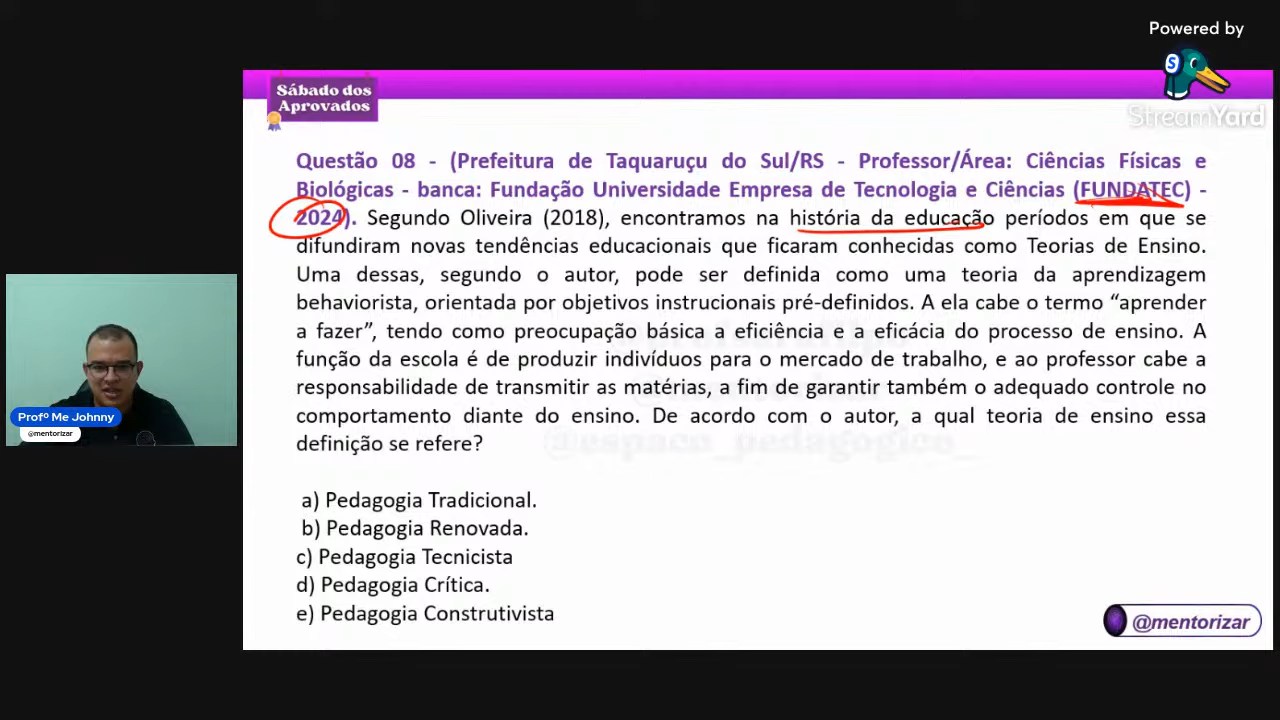 Powered by
S
StreamYard
Sábado dos
Aprovados
Questão 08 - (Prefeitura de Taquaruçu do Sul/RS - Professor/Área: Ciências Físicas e
Biológicas - banca: Fundação Universidade Empresa de Tecnologia e Ciências (FUNDATEC) -
2024). Segundo Oliveira (2018), encontramos na história da educação períodos em que se
difundiram novas tendências educacionais que ficaram conhecidas como Teorias de Ensino.
Uma dessas, segundo o autor, pode ser definida como uma teoria da aprendizagem
behaviorista, orientada por objetivos instrucionais pré-definidos. A ela cabe o termo “aprender
a fazer”, tendo como preocupação básica a eficiência e a eficácia do processo de ensino. A
função da escola é de produzir indivíduos para o mercado de trabalho, e ao professor cabe a
responsabilidade de transmitir as matérias, a fim de garantir também o adequado controle no
comportamento diante do ensino. De acordo com o autor, a qual teoria de ensino essa
definição se refere?
@espaco_pedagogico_
a) Pedagogia Tradicional.
b) Pedagogia Renovada.
c) Pedagogia Tecnicista
d) Pedagogia Crítica.
e) Pedagogia Construtivista
Profº Me Johnny
@mentorizar
@mentorizar